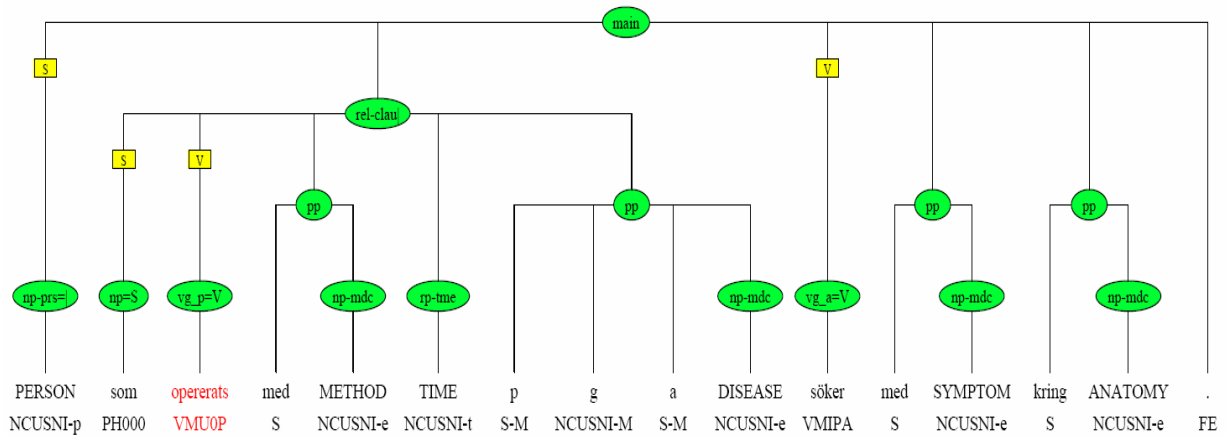 main
S V
rel-clau|
S V
pp pp pp pp
np-prs=| np=S vg_p=V np-mdc rp-tme np-mdc vg_a=V np-mdc np-mdc
PERSON som opererats med METHOD TIME p g a DISEASE söker med SYMPTOM kring ANATOMY .
NCUSNI-p PH000 VMU0P S NCUSNI-e NCUSNI-t S-M NCUSNI-M S-M NCUSNI-e VMIPA S NCUSNI-e S NCUSNI-e FE